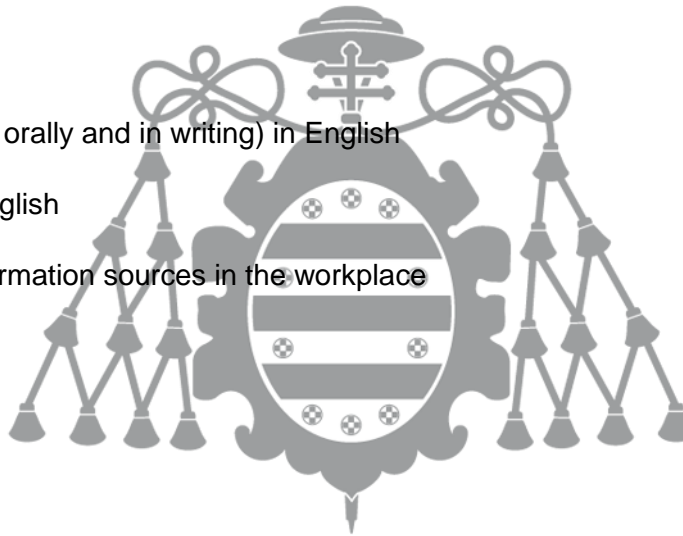 orally and in writing) in English
glish
rmation sources in the workplace